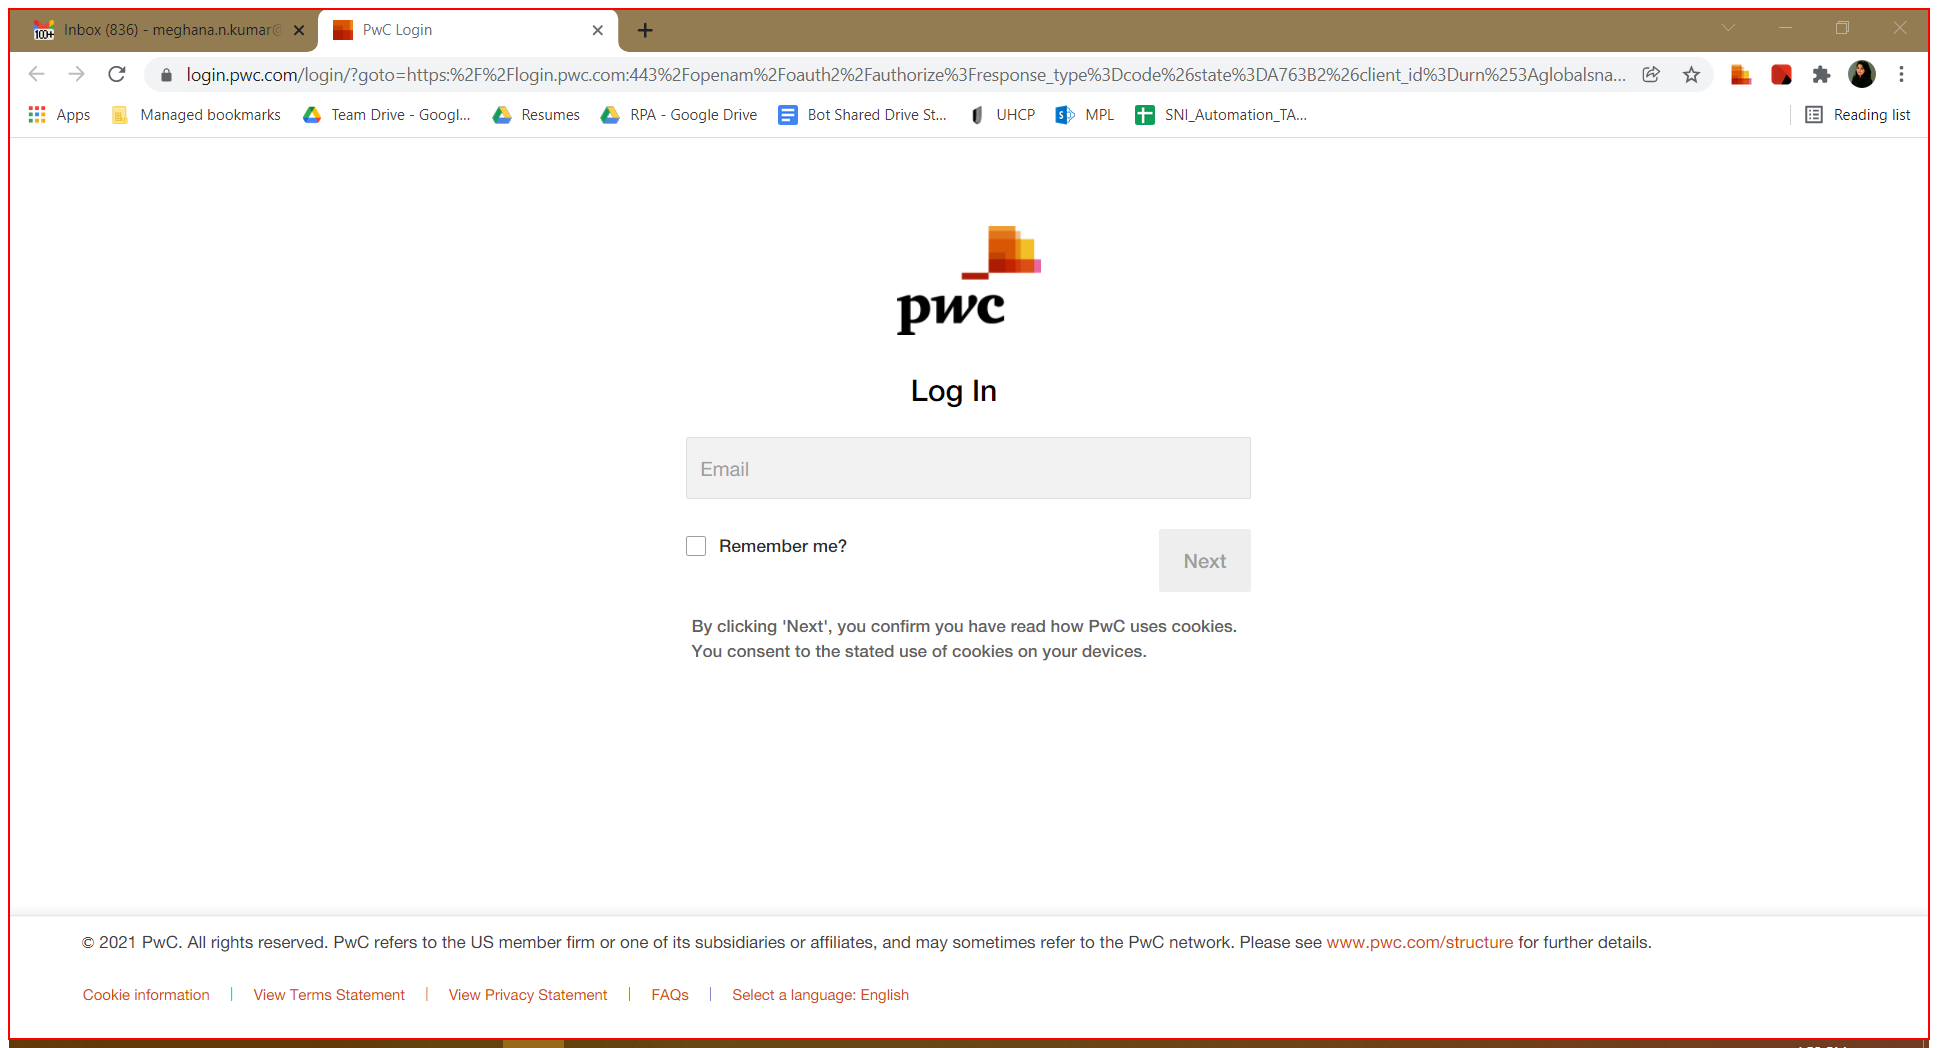 100+ Inbox (836) - meghana.n.kumar@ PwC Login
login.pwc.com/login/?goto=https:%2F%2Flogin.pwc.com:443%2Fopenam%2Foauth2%2Fauthorize%3Fresponse_type%3Dcode%26state%3DA763B2%26client_id%3Durn%253Aglobalsna...
Apps Managed bookmarks Team Drive - Googl... Resumes RPA - Google Drive Bot Shared Drive St... UHCP MPL SNI_Automation_TA... Reading list
pwc
Log In
Email
Remember me? Next
By clicking 'Next', you confirm you have read how PwC uses cookies.
You consent to the stated use of cookies on your devices.
© 2021 PwC. All rights reserved. PwC refers to the US member firm or one of its subsidiaries or affiliates, and may sometimes refer to the PwC network. Please see www.pwc.com/structure for further details.
Cookie information | View Terms Statement | View Privacy Statement | FAQs | Select a language: English